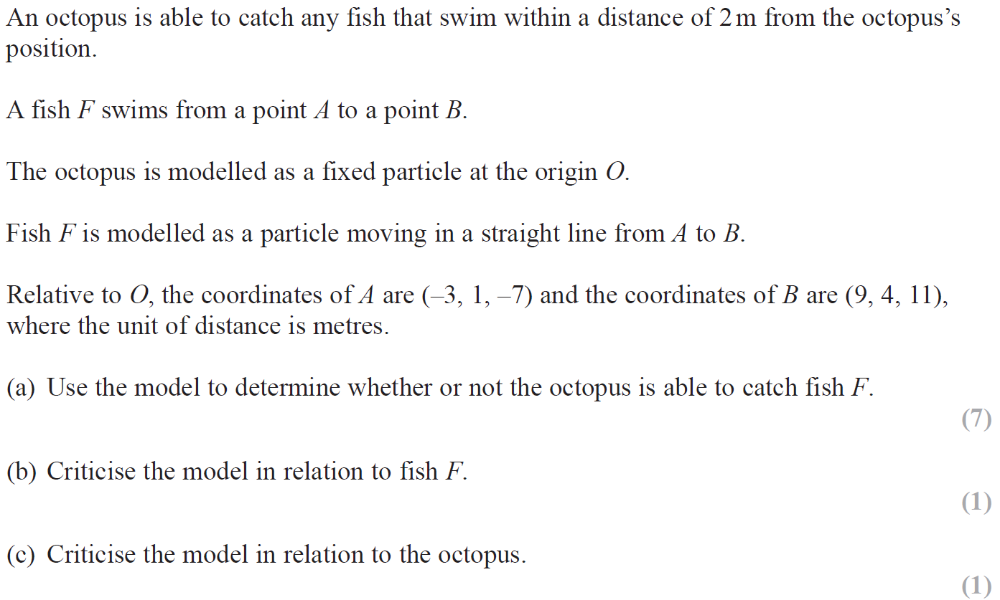 An octopus is able to catch any fish that swim within a distance of 2 m from the octopus’s
position.
A fish F swims from a point A to a point B.
The octopus is modelled as a fixed particle at the origin O.
Fish F is modelled as a particle moving in a straight line from A to B.
Relative to O, the coordinates of A are (–3, 1, –7) and the coordinates of B are (9, 4, 11),
where the unit of distance is metres.
(a) Use the model to determine whether or not the octopus is able to catch fish F.
(7)
(b) Criticise the model in relation to fish F.
(1)
(c) Criticise the model in relation to the octopus.
(1)